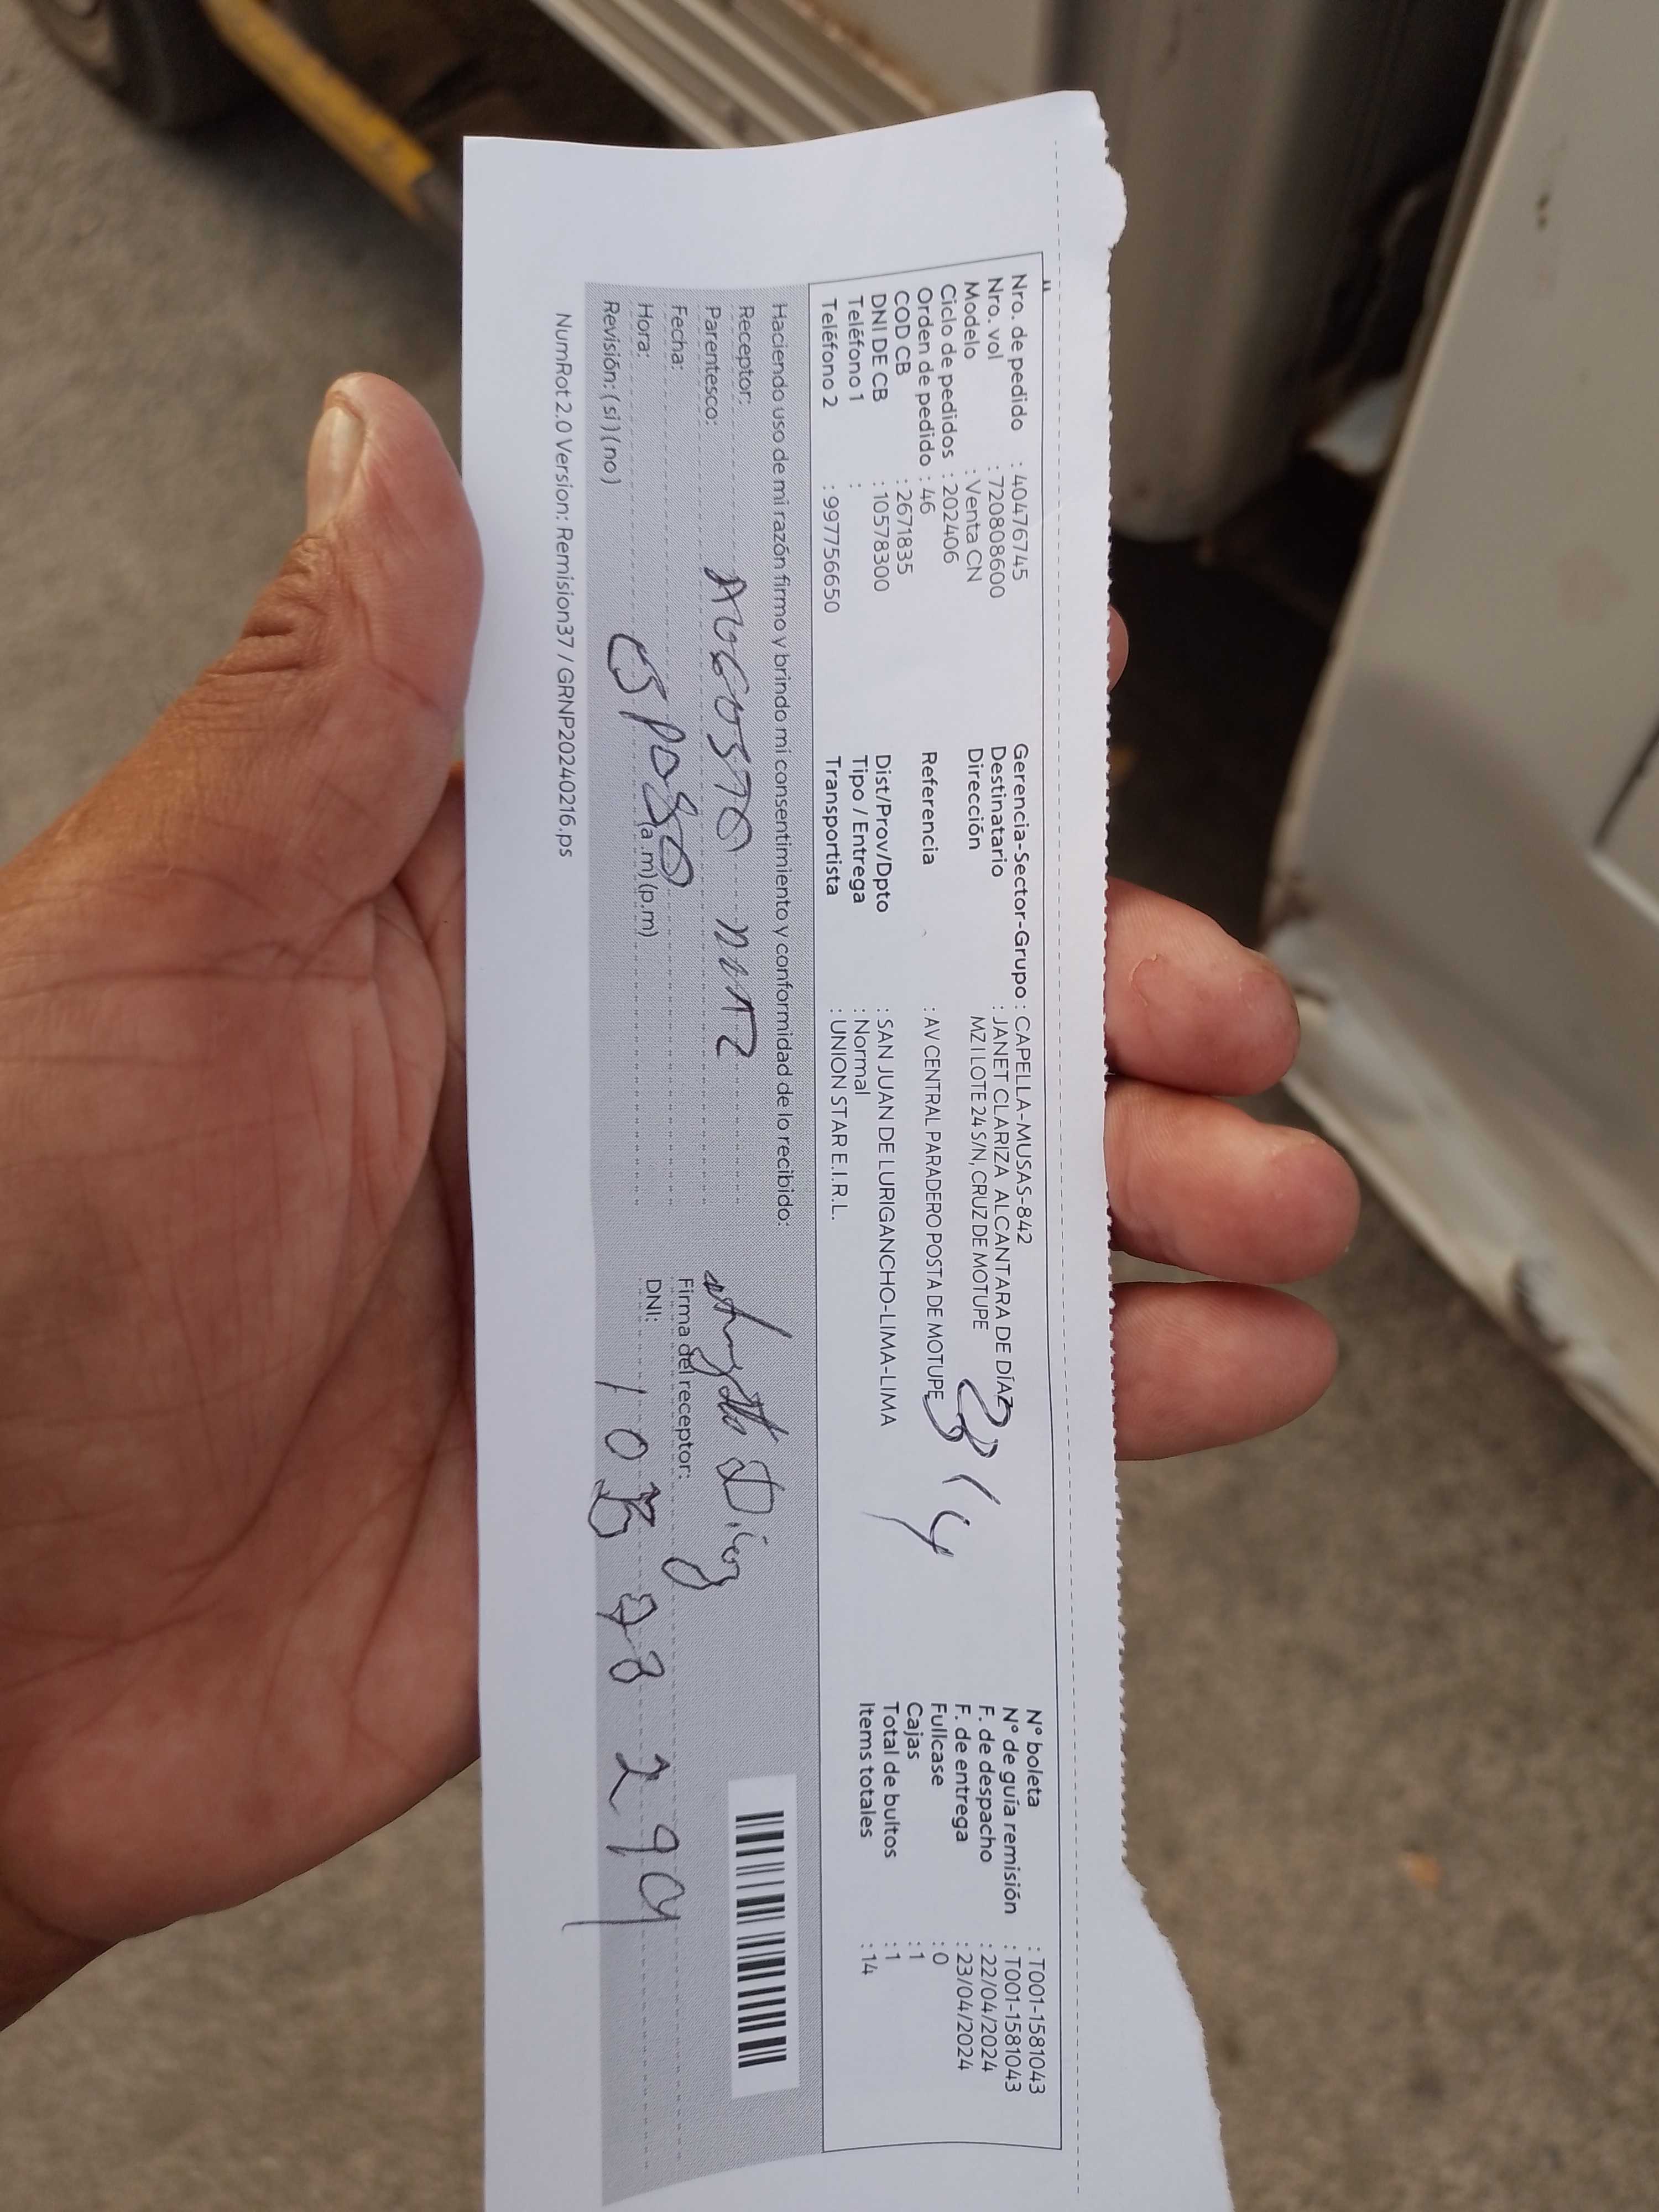 Nro. de pedido : 40476745
Nro. vol : 7208086​00
Modelo : Venta CN
Ciclo de pedidos : 202406
Orden de pedido : 46
COD CB : 2671835
DNI DE CB : 10578300
Teléfono 1 :
Teléfono 2 : 997756650
Gerencia-Sector-Grupo : CAPELLA-MUSAS-842
Destinatario : JANET CLARIZA ALCANTARA DE DÍAZ
Dirección MZ I LOTE 24 S/N, CRUZ DE MOTUPE
Referencia : AV CENTRAL PARADERO POSTA DE MOTUPE
Dist/Prov/Dpto : SAN JUAN DE LURIGANCHO-LIMA-LIMA
Tipo / Entrega : Normal
Transportista : UNION STAR E.I.R.L.
N° boleta : T001-1581043
N° de guía remisión : T001-1581043
F. de despacho : 22/04/2024
F. de entrega : 23/04/2024
Fullcase : 0
Cajas : 1
Total de bultos : 1
Items totales : 14
Haciendo uso de mi razón firmo y brindo mi consentimiento y conformidad de lo recibido:
Receptor:
Parentesco:
Fecha:
Hora: (a.m)(p.m)
Revisión: (si)(no)
ESPOSO
Firma del receptor:
DNI:
NumRot 2.0 Version: Remision37 / GRNP20240216.ps